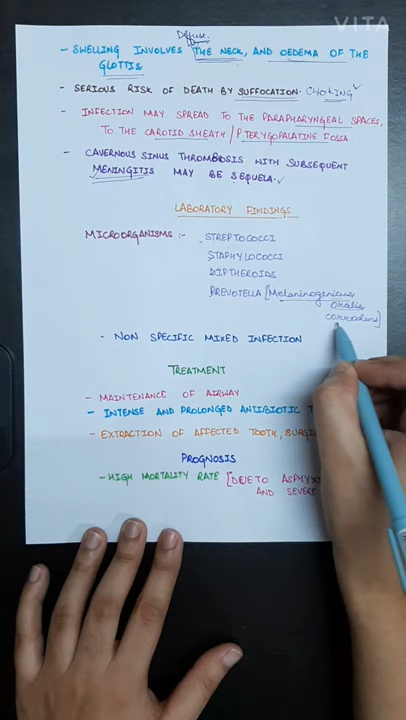 VITA
Defuse
- SWELLING INVOLVES THE NECK, AND OEDEMA OF THE
GLOTTIS
- SERIOUS RISK OF DEATH BY SUFFOCATION. CHOKING
- INFECTION MAY SPREAD TO THE PARAPHARYNGEAL SPACES,
TO THE CAROTID SHEATH / PTERYGOPALATINE FOSSA.
- CAVERNOUS SINUS THROMBOSIS WITH SUBSEQUENT
MENINGITIS MAY BE SEQUELA.
LABORATORY FINDINGS
MICROORGANISMS :- STREPTOCOCCI
STAPHYLOCOCCI
DIPTHEROIDS
PREVOTELLA [Melaninogenicus
oralis
corrodens]
- NON SPECIFIC MIXED INFECTION
TREATMENT
- MAINTENANCE OF AIRWAY
- INTENSE AND PROLONGED ANTIBIOTIC T
- EXTRACTION OF AFFECTED TOOTH, SURGI
PROGNOSIS
- HIGH MORTALITY RATE [DUE TO ASPHYX
AND SEVERE